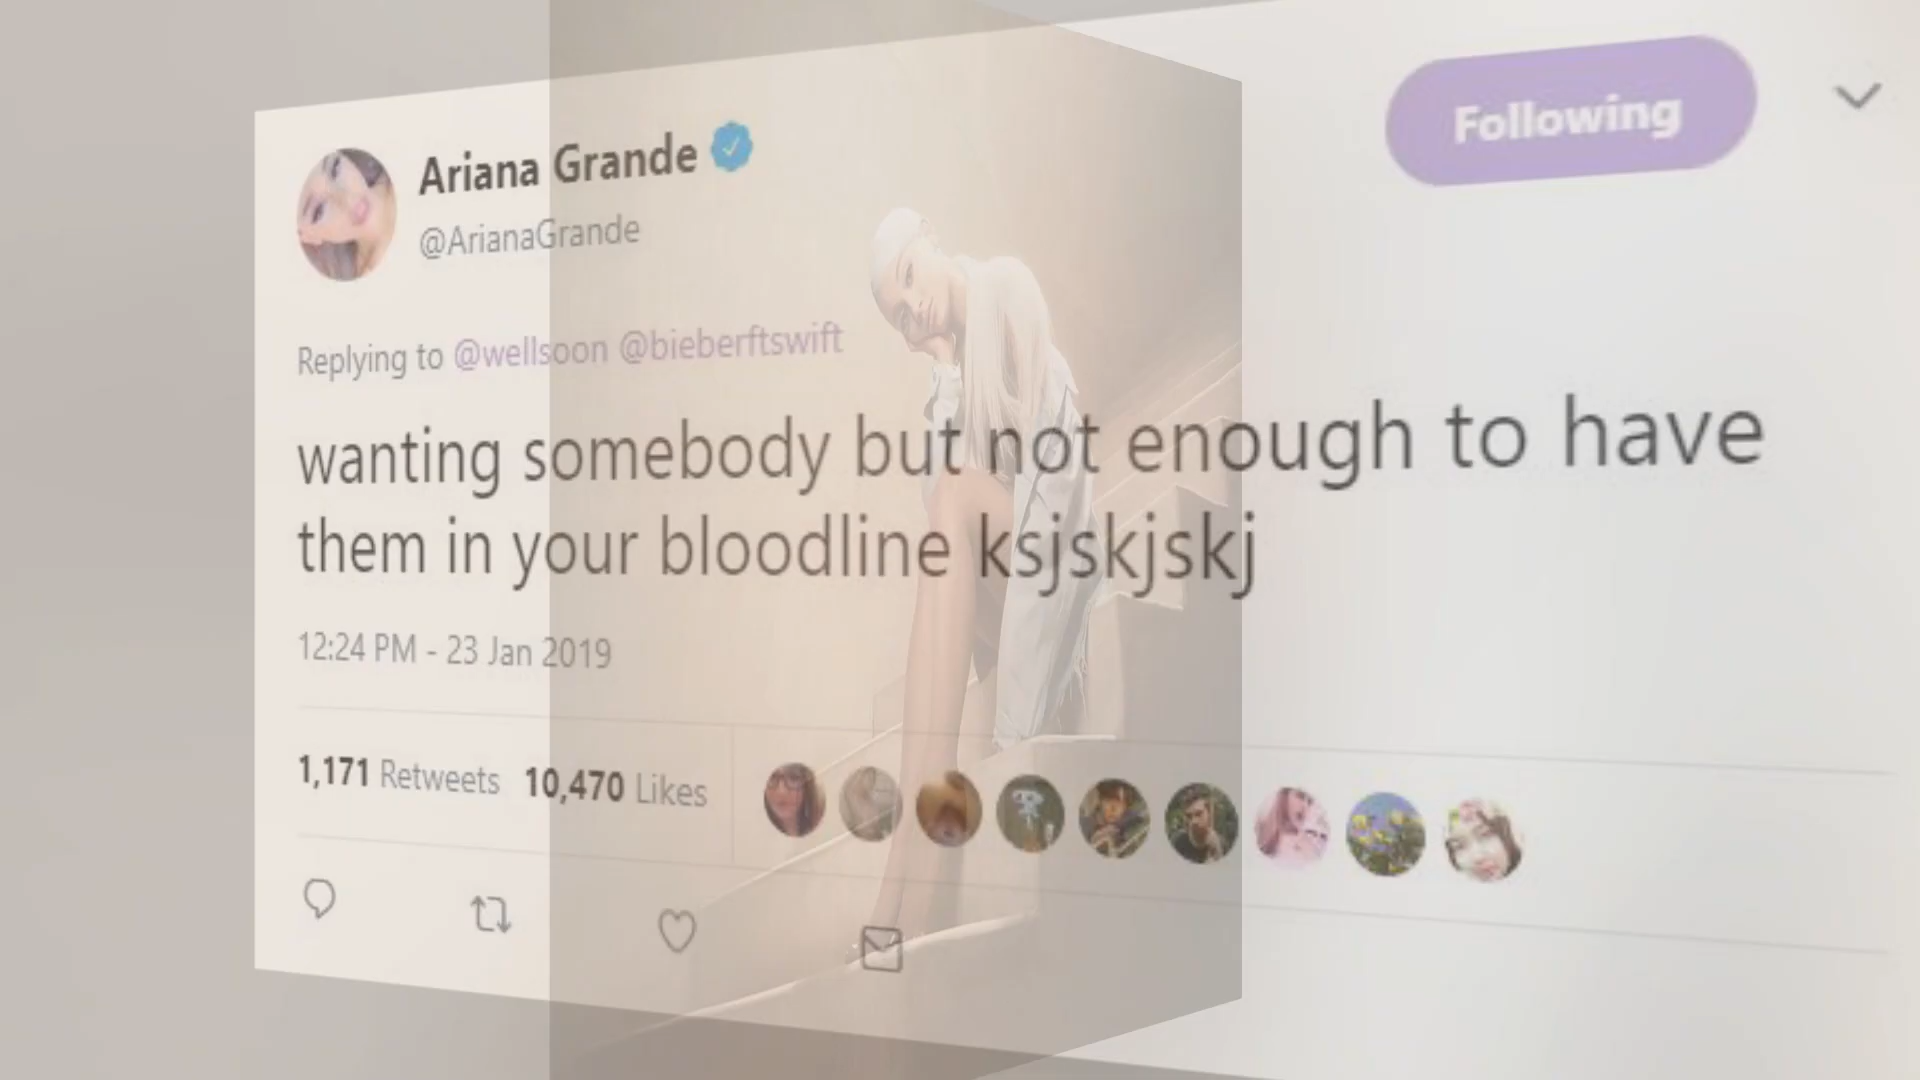 Ariana Grande
Following
@ArianaGrande
Replying to @wellsoon @bieberftswift
wanting somebody but not enough to have
them in your bloodline ksjskjskj
12:24 PM - 23 Jan 2019
1,171 Retweets 10,470 Likes